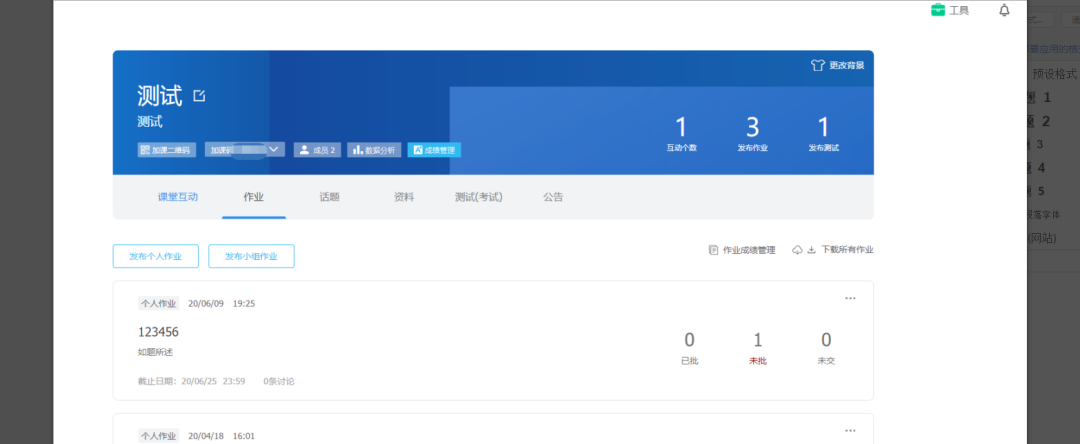 工具
更改背景
测试
测试
加课二维码 加课码 成员 2 数据分析 成绩管理
1 3 1
互动个数 发布作业 发布测试
课堂互动 作业 话题 资料 测试(考试) 公告
发布个人作业 发布小组作业 作业成绩管理 下载所有作业
个人作业 20/06/09 19:25
123456
如题所述
0 1 0
已批 未批 未交
截止日期: 20/06/25 23:59 0条讨论
个人作业 20/04/18 16:01
应用的格
预设格式
1
2
3
4
5
段落字体
(网站)